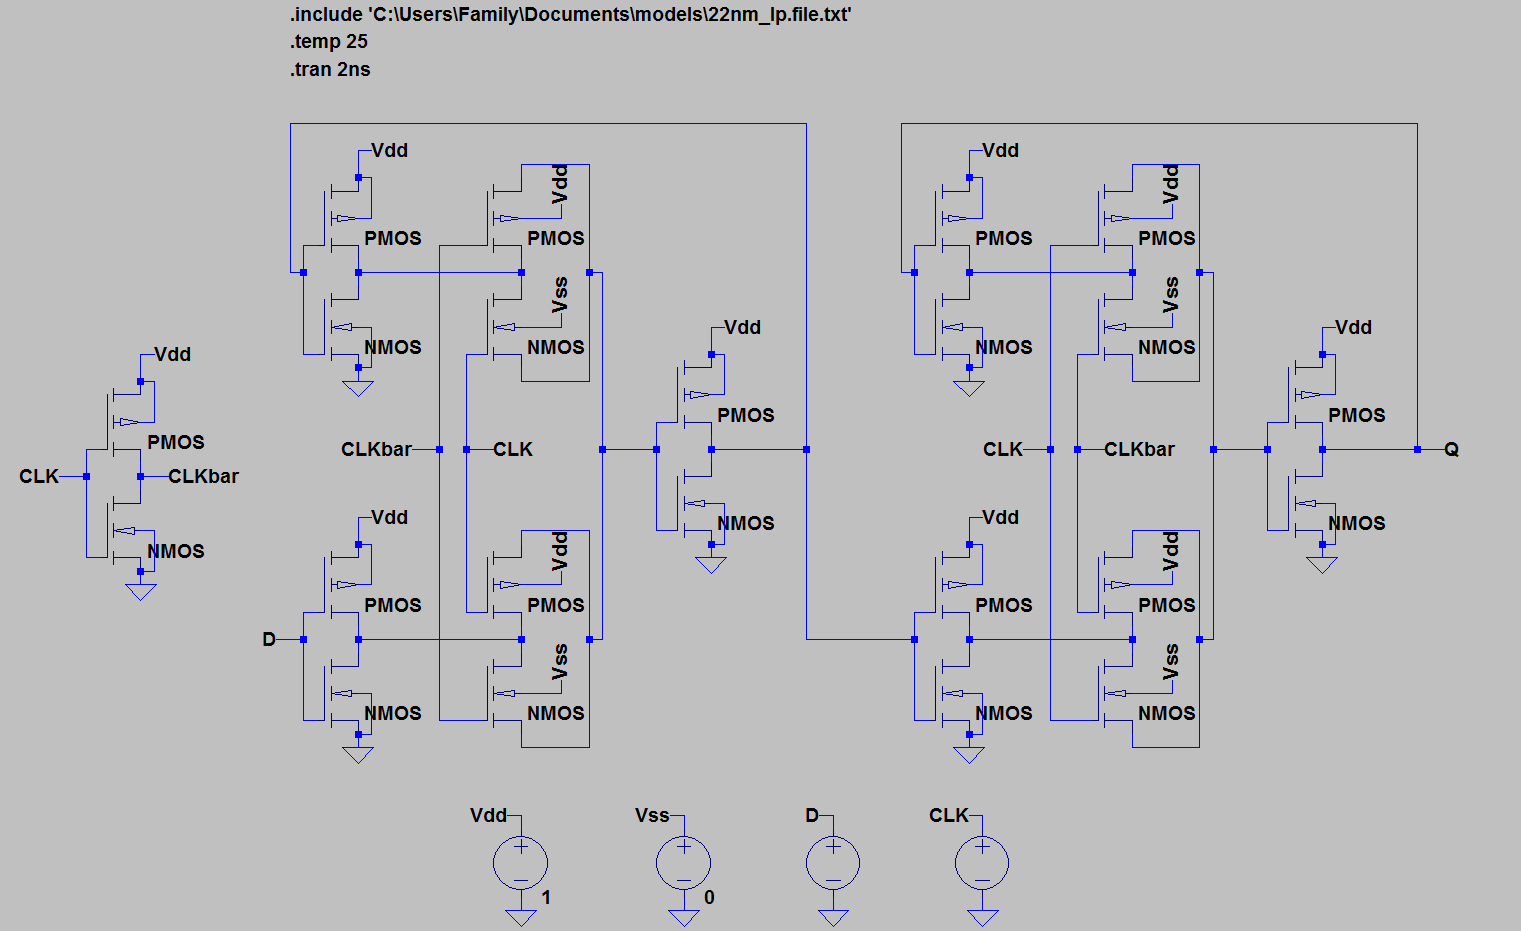 .include 'C:\Users\Family\Documents\models\22nm_lp.file.txt'
.temp 25
.tran 2ns
Vdd
Vdd
Vdd
Vdd
PMOS
PMOS
PMOS
PMOS
Vss
Vss
Vdd
Vdd
NMOS
NMOS
NMOS
NMOS
Vdd
PMOS
PMOS
PMOS
CLKbar
CLK
CLK
CLKbar
Q
CLK
CLKbar
Vdd
Vdd
NMOS
NMOS
NMOS
Vdd
Vdd
PMOS
PMOS
PMOS
PMOS
D
Vss
Vss
NMOS
NMOS
NMOS
NMOS
Vdd
Vss
D
CLK
1
0